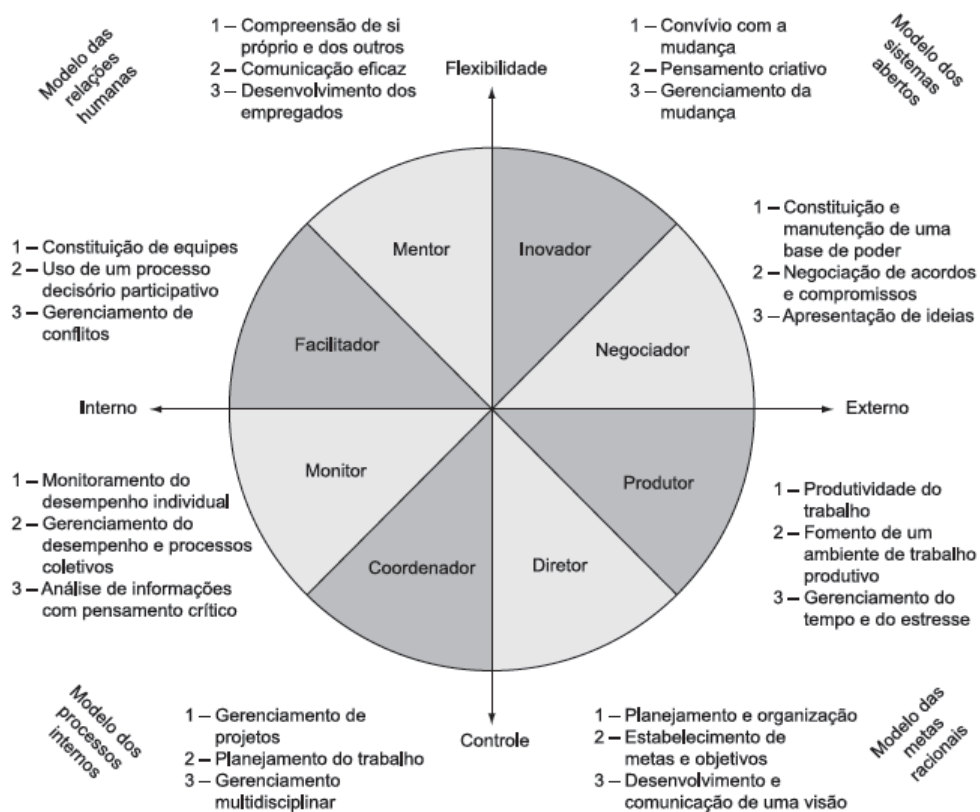 Modelo das
relações
humanas
1 – Compreensão de si
próprio e dos outros
2 – Comunicação eficaz
3 – Desenvolvimento dos
empregados
Flexibilidade
1 – Convívio com a
mudança
2 – Pensamento criativo
3 – Gerenciamento da
mudança
Modelo dos
sistemas
abertos
1 – Constituição de equipes
2 – Uso de um processo
decisório participativo
3 – Gerenciamento de
conflitos
Mentor
Inovador
1 – Constituição e
manutenção de uma
base de poder
2 – Negociação de acordos
e compromissos
3 – Apresentação de ideias
Facilitador
Negociador
Interno
Externo
1 – Monitoramento do
desempenho individual
2 – Gerenciamento do
desempenho e processos
coletivos
3 – Análise de informações
com pensamento crítico
Monitor
Produtor
1 – Produtividade do
trabalho
2 – Fomento de um
ambiente de trabalho
produtivo
3 – Gerenciamento do
tempo e do estresse
Coordenador
Diretor
Modelo dos
processos
internos
1 – Gerenciamento de
projetos
2 – Planejamento do trabalho
3 – Gerenciamento
multidisciplinar
Controle
1 – Planejamento e organização
2 – Estabelecimento de
metas e objetivos
3 – Desenvolvimento e
comunicação de uma visão
Modelo das
metas
racionais